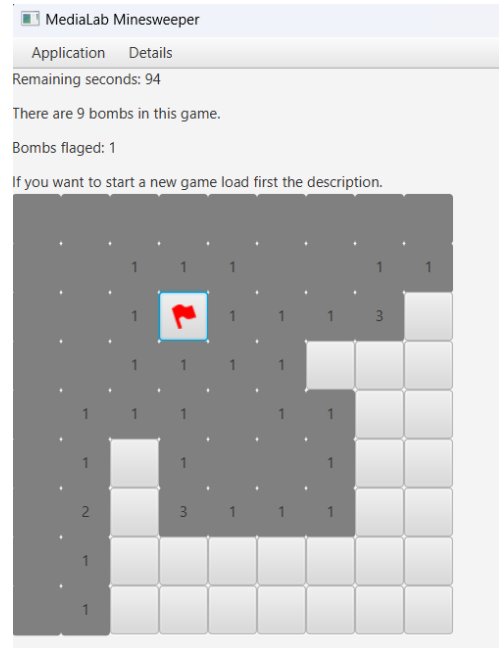 MediaLab Minesweeper
Application Details
Remaining seconds: 94
There are 9 bombs in this game.
Bombs flaged: 1
If you want to start a new game load first the description.
1 1 1 1 1
1 1 1 1 3
1 1 1 1
1 1 1 1 1
1 1 1
2 3 1 1 1
1
1